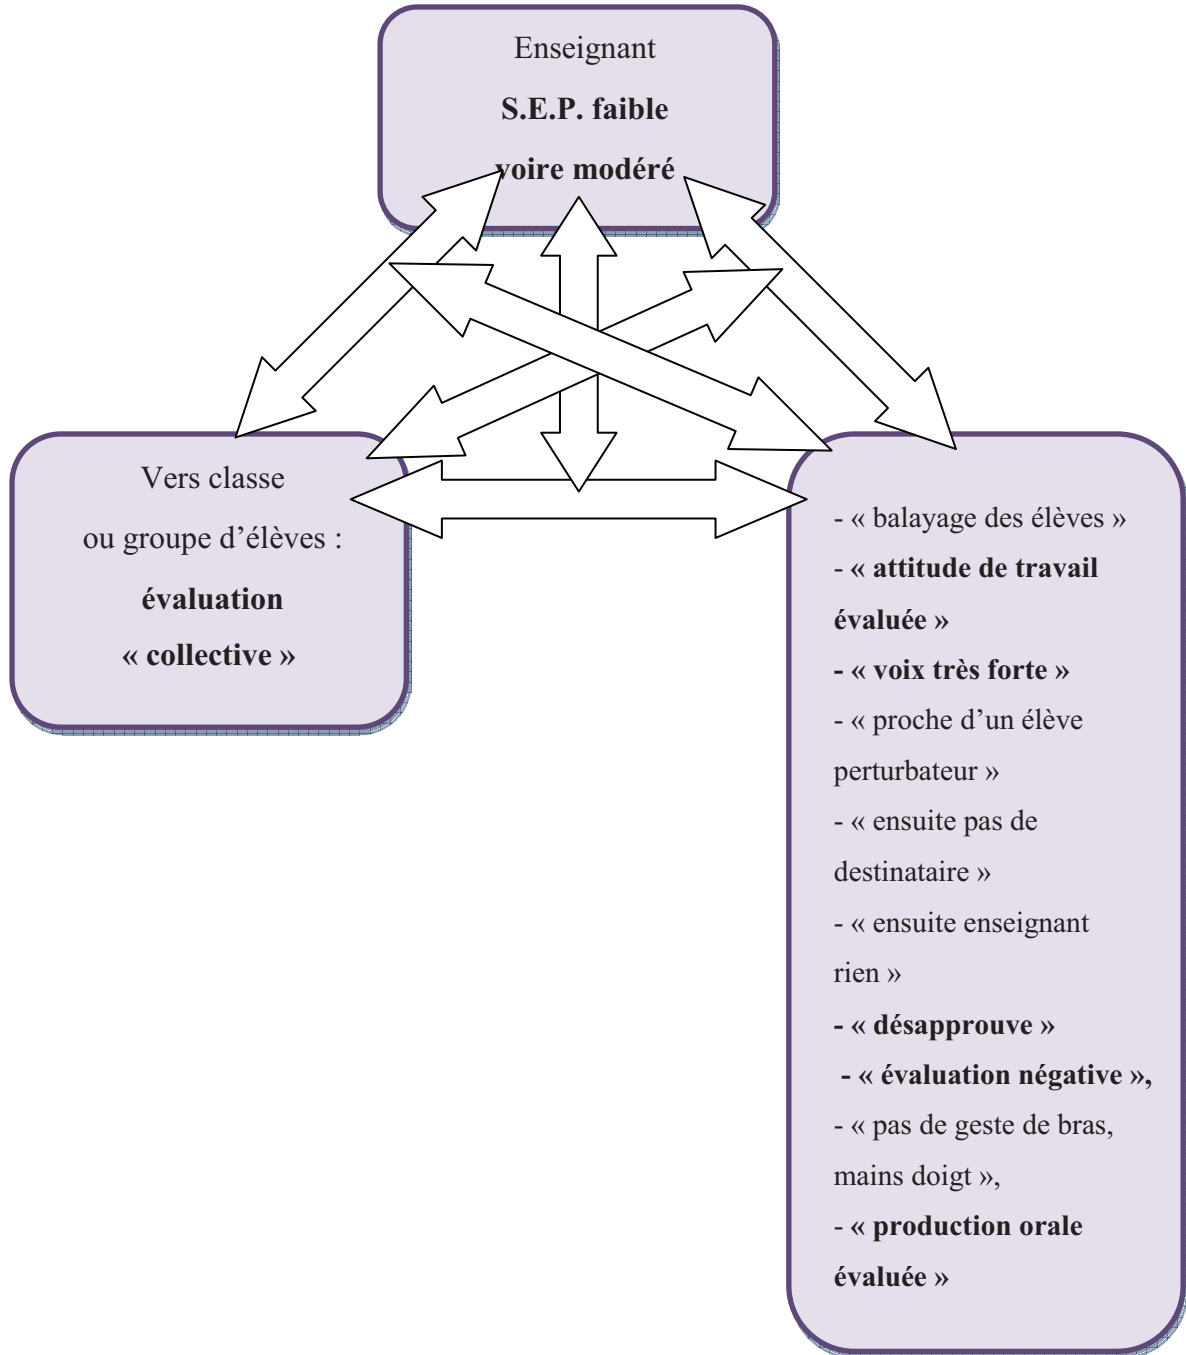 Enseignant
S.E.P. faible
voire modéré
Vers classe
ou groupe d’élèves :
évaluation
« collective »
- « balayage des élèves »
- « attitude de travail
évaluée »
- « voix très forte »
- « proche d’un élève
perturbateur »
- « ensuite pas de
destinataire »
- « ensuite enseignant
rien »
- « désapprouve »
- « évaluation négative »,
- « pas de geste de bras,
mains doigt »,
- « production orale
évaluée »